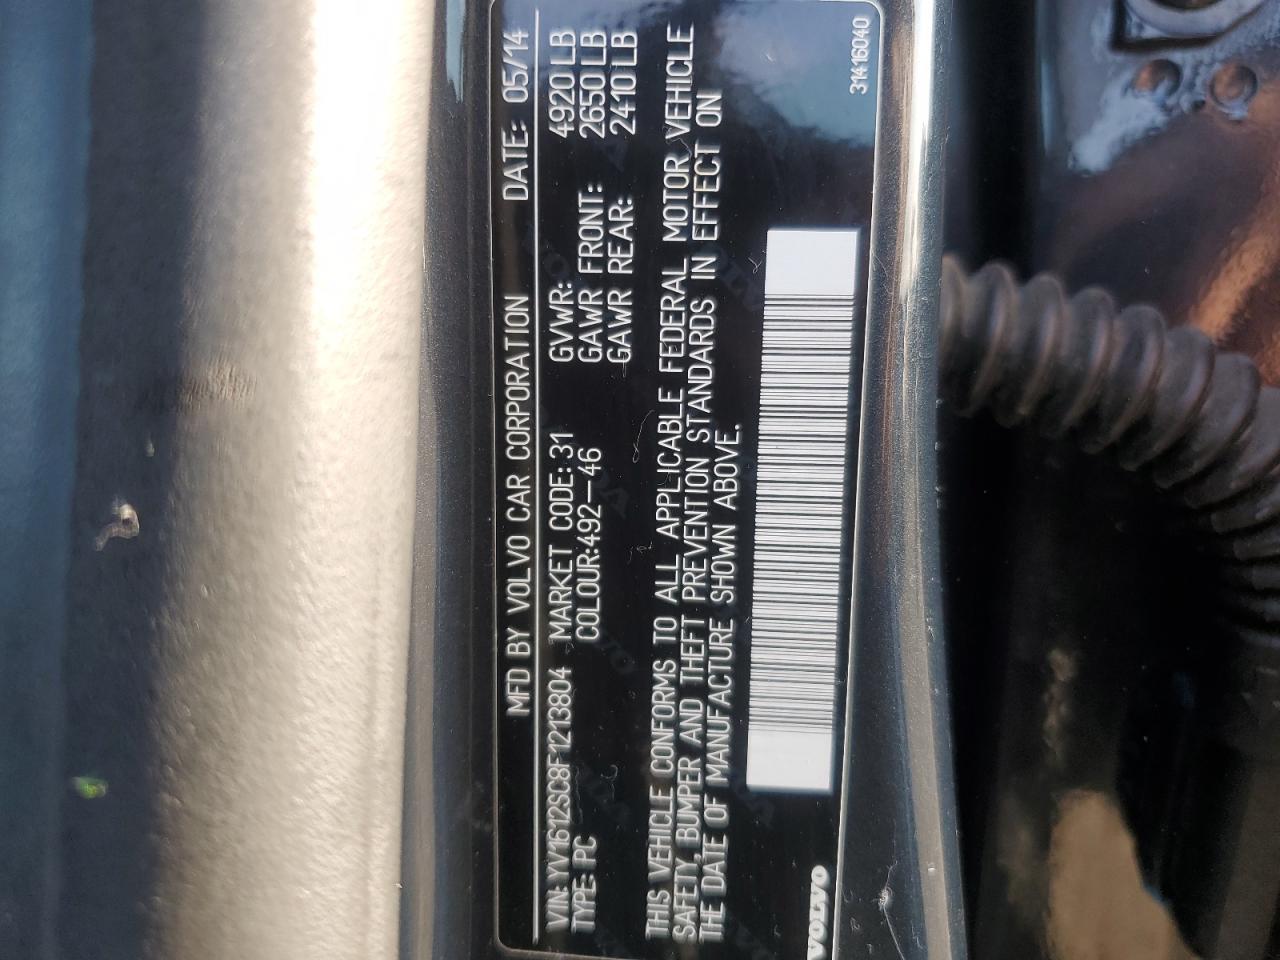 MFD BY VOLVO CAR CORPORATION DATE: 05/14
VIN: YV1612SC8F1213804 MARKET CODE: 31 GVWR: 4920 LB
TYPE: PC COLOUR:492-46 GAWR FRONT: 2650 LB
GAWR REAR: 2410 LB
THIS VEHICLE CONFORMS TO ALL APPLICABLE FEDERAL MOTOR VEHICLE
SAFETY, BUMPER AND THEFT PREVENTION STANDARDS IN EFFECT ON
THE DATE OF MANUFACTURE SHOWN ABOVE.
VOLVO
31416040